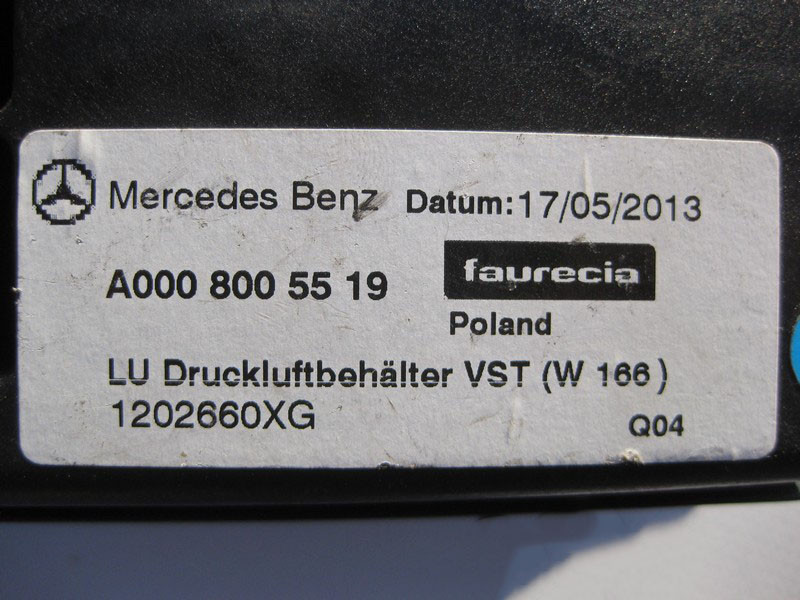 Mercedes Benz Datum:17/05/2013
A000 800 55 19 faurecia
Poland
LU Druckluftbehälter VST (W 166)
1202660XG Q04